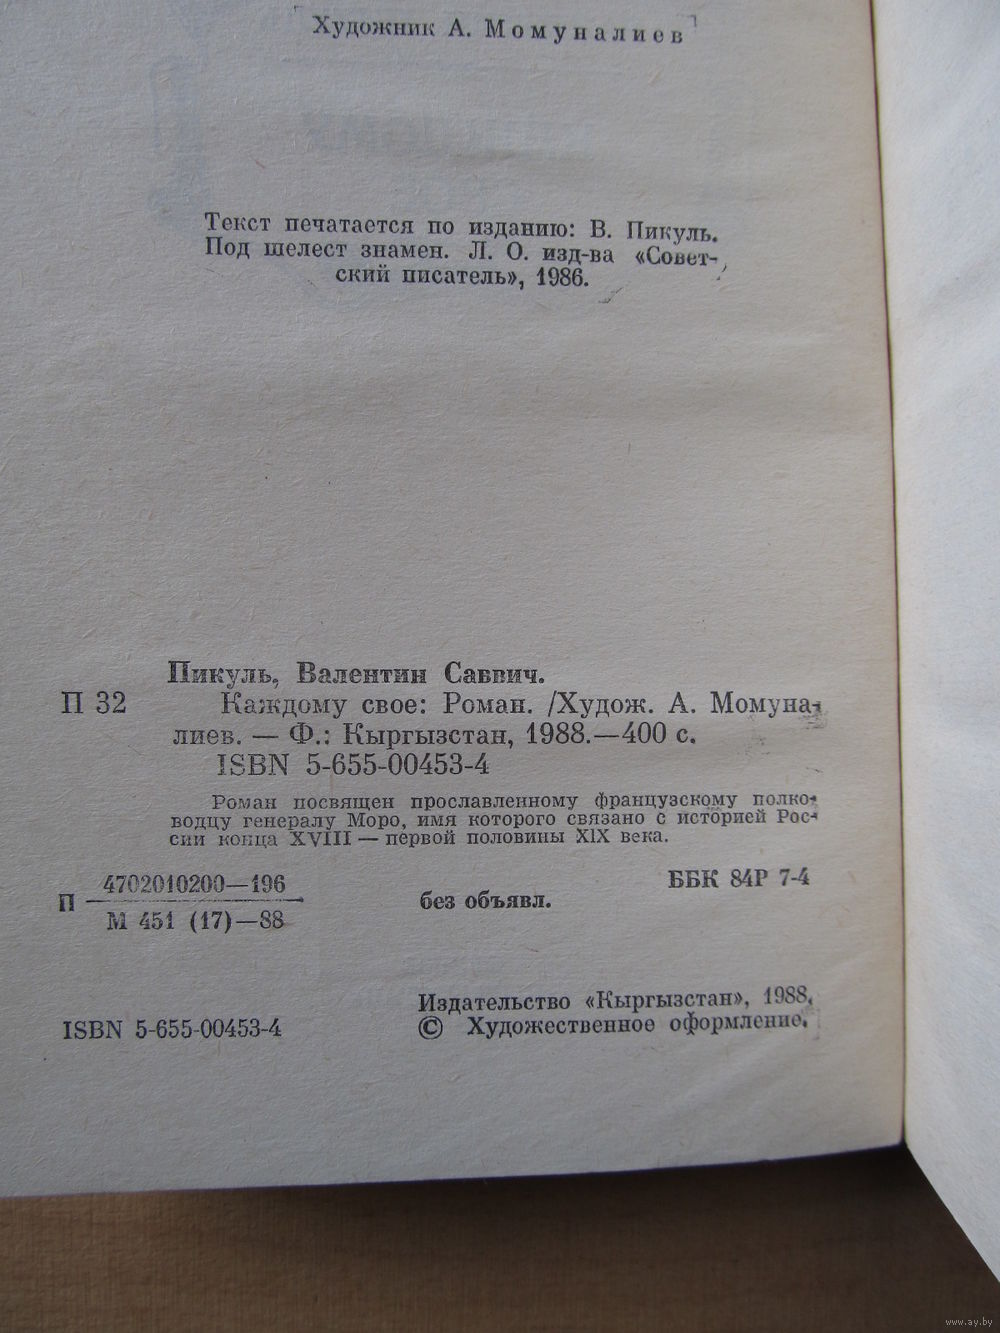 Художник А. Момуналиев
Текст печатается по изданию: В. Пикуль.
Под шелест знамен. Л. О. изд-ва «Совет-
ский писатель», 1986.
Пикуль, Валентин Саввич.
П 32 Каждому свое: Роман. /Худож. А. Момуна-
лиев. — Ф.: Кыргызстан, 1988.—400 с.
ISBN 5-655-00453-4
Роман посвящен прославленному французскому полко-
водцу генералу Моро, имя которого связано с историей Рос-
сии конца XVIII — первой половины XIX века.
4702010200—196
П
М 451 (17)—88
без объявл.
ББК 84Р 7-4
Издательство «Кыргызстан», 1988.
ISBN 5-655-00453-4 © Художественное оформление.
www.ay.by